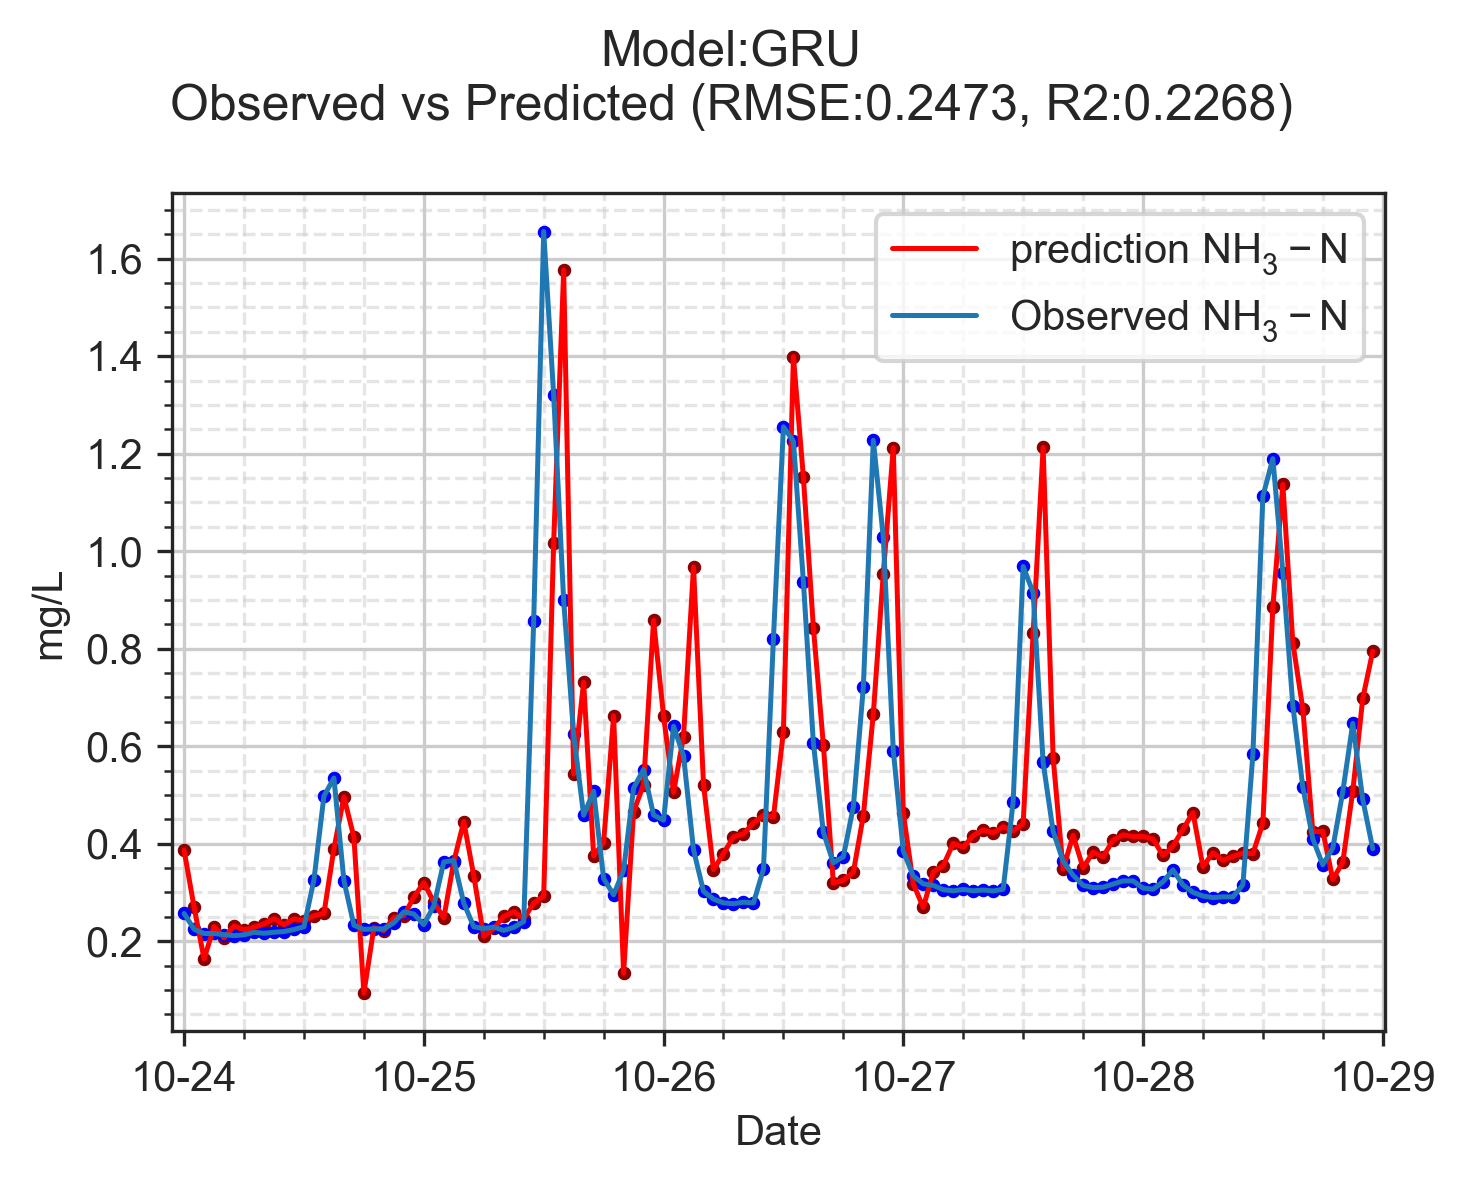 Model:GRU
Observed vs Predicted (RMSE:0.2473, R2:0.2268)
prediction NH₃ − N
Observed NH₃ − N
1.6
1.4
1.2
1.0
0.8
0.6
0.4
0.2
mg/L
10-24 10-25 10-26 10-27 10-28 10-29
Date